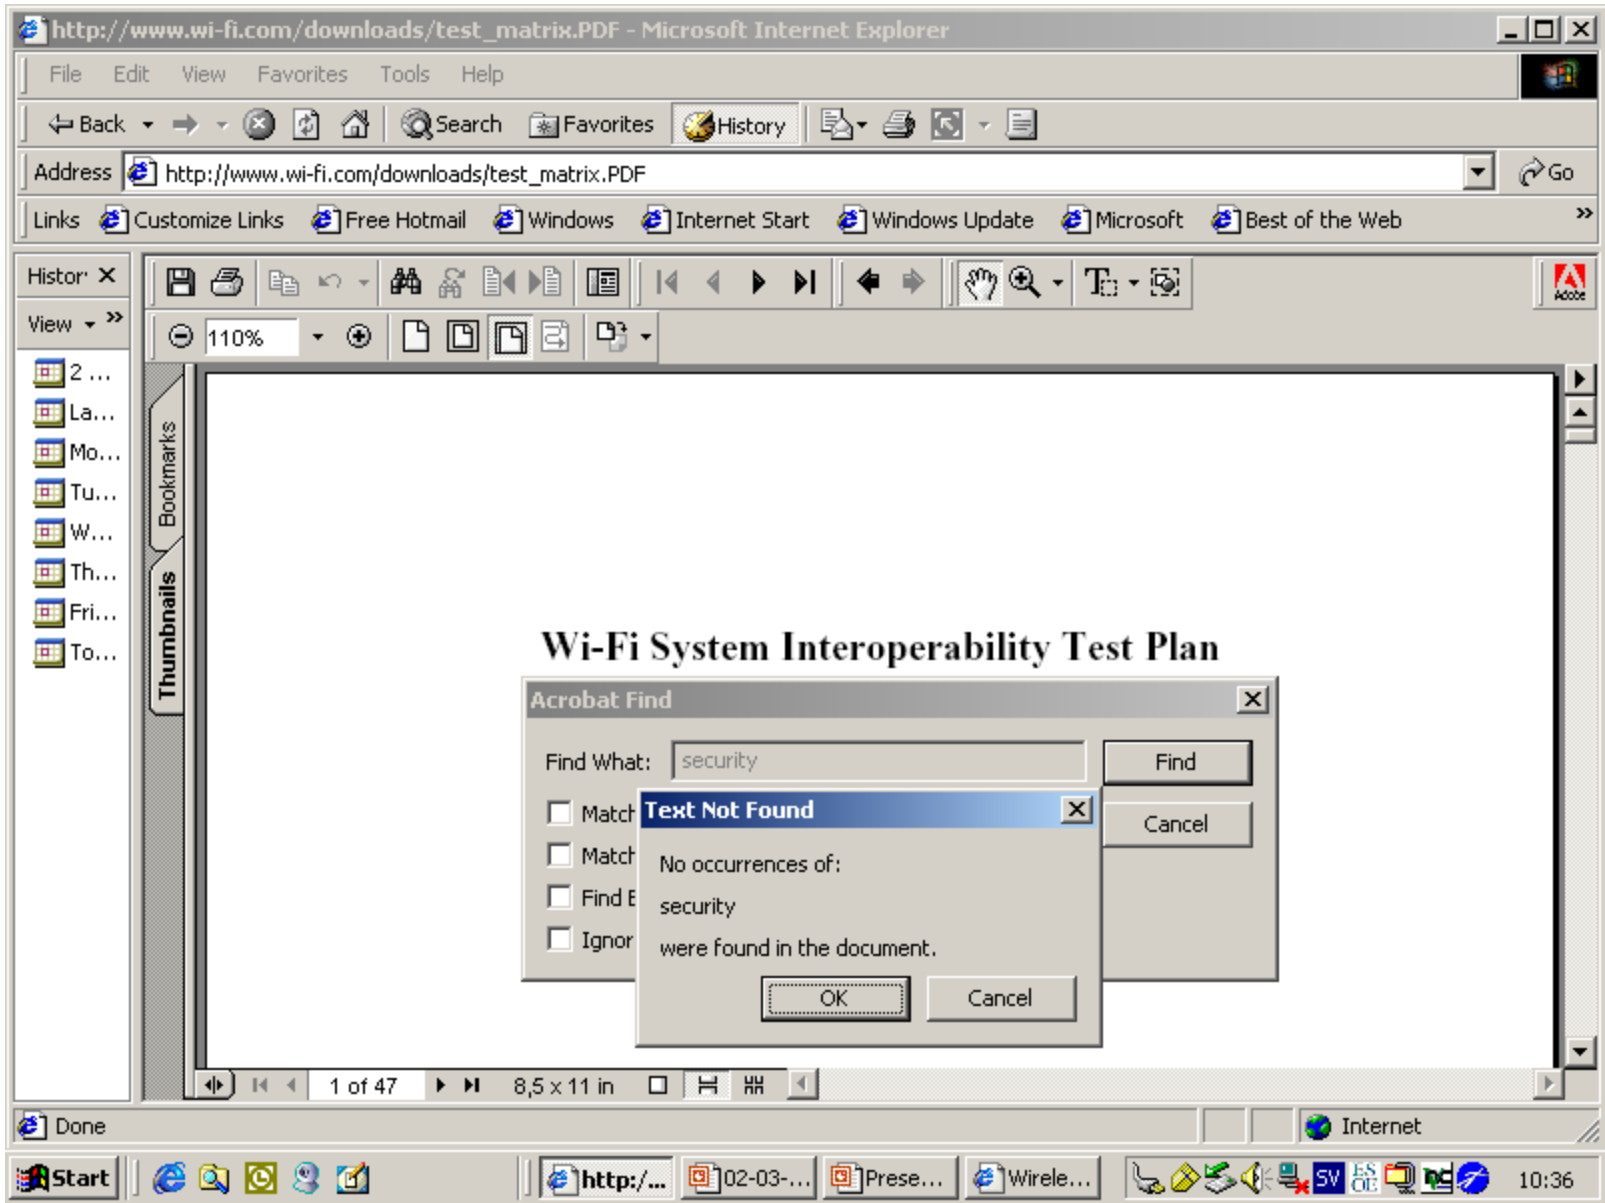 http://www.wi-fi.com/downloads/test_matrix.PDF - Microsoft Internet Explorer
File Edit View Favorites Tools Help
Back Search Favorites History
Address http://www.wi-fi.com/downloads/test_matrix.PDF Go
Links Customize Links Free Hotmail Windows Internet Start Windows Update Microsoft Best of the Web »
Histor
View »
110%
Adobe
2 ...
La...
Mo...
Tu...
W...
Th...
Fri...
To...
Bookmarks
Thumbnails
Wi-Fi System Interoperability Test Plan
Acrobat Find
Find What: security Find
Match
Cancel
Match
Find E
Ignor
Text Not Found
No occurrences of:
security
were found in the document.
OK Cancel
1 of 47 8,5 x 11 in
Done Internet
Start http:/... 02-03-... Prese... Wirele... SV 10:36